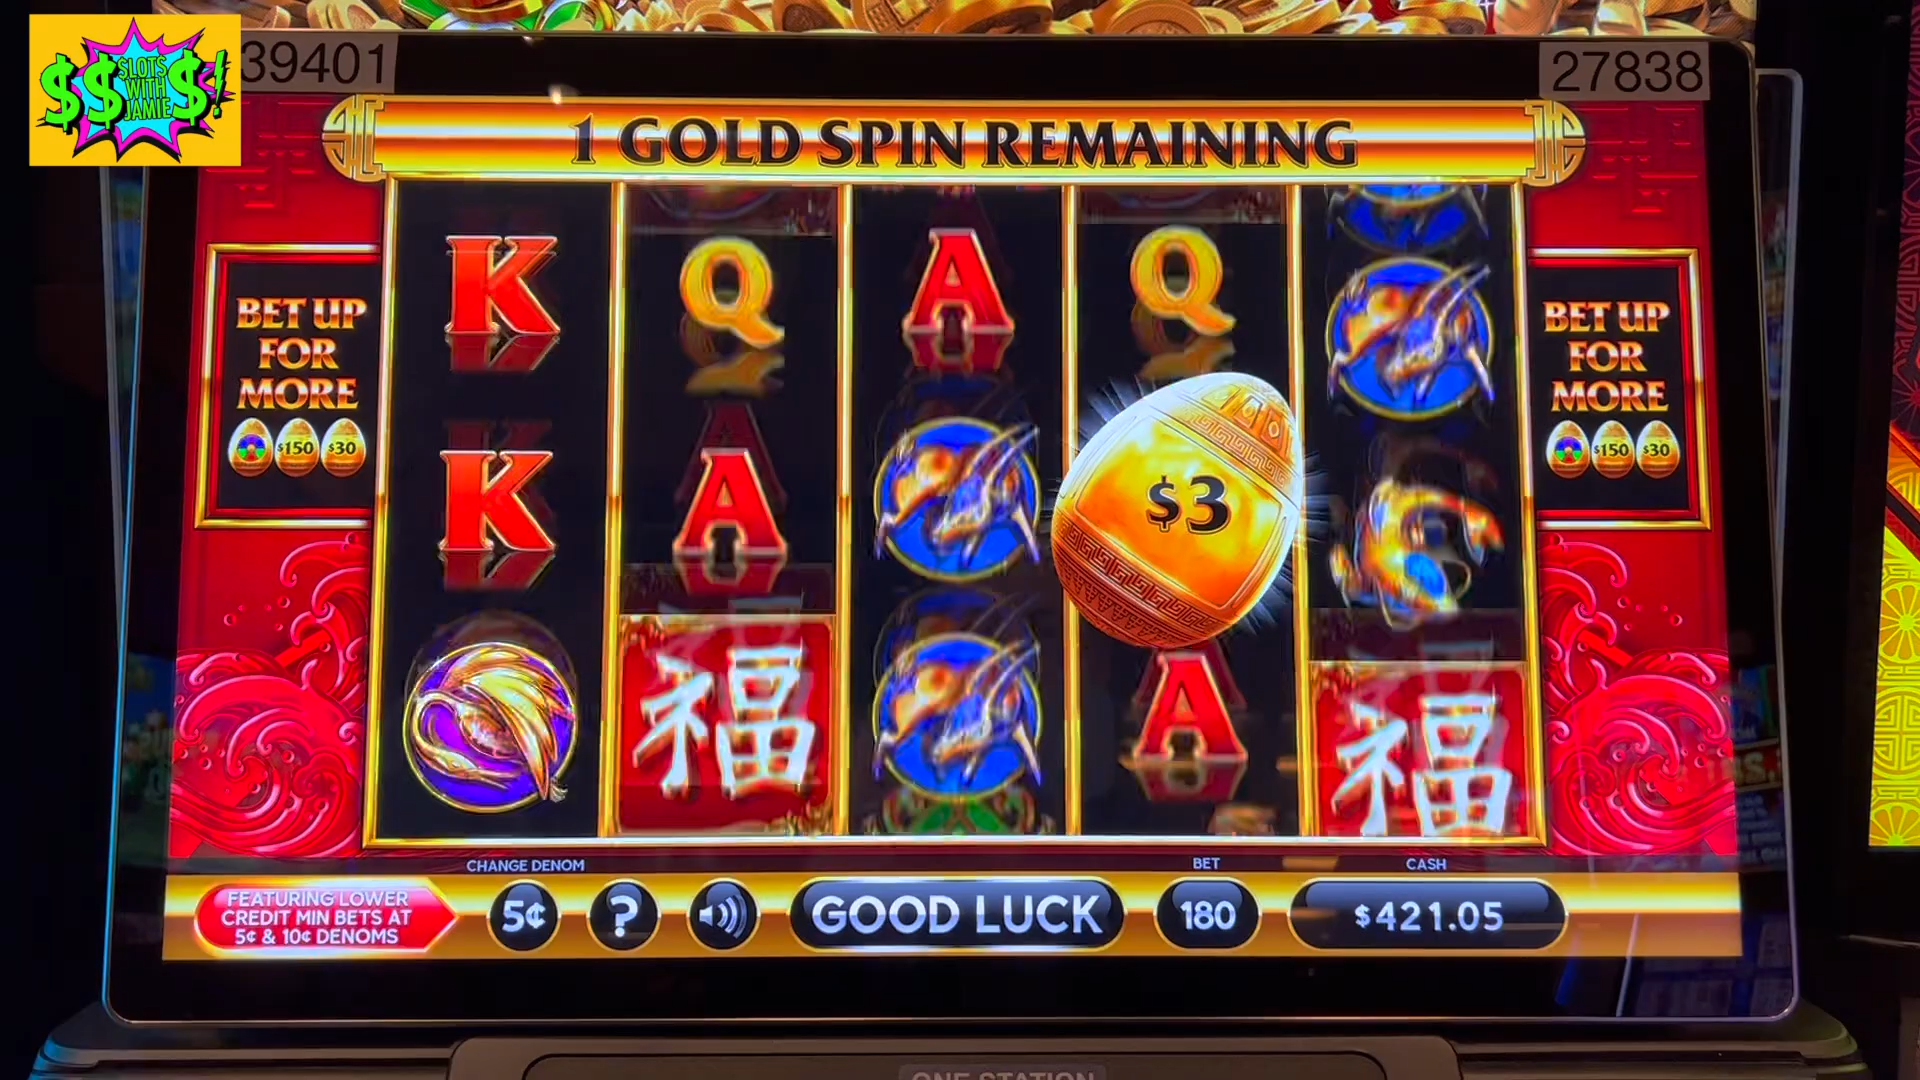 $$ SLOTS WITH JAMIE $!
39401
27838
1 GOLD SPIN REMAINING
BET UP
FOR
MORE
$150 $30
K Q A Q
$3
K A
福 A 福
BET UP
FOR
MORE
$150 $30
CHANGE DENOM
BET
CASH
FEATURING LOWER
CREDIT MIN BETS AT
5¢ & 10¢ DENOMS
5¢
?
GOOD LUCK
180
$421.05
ONE STATION